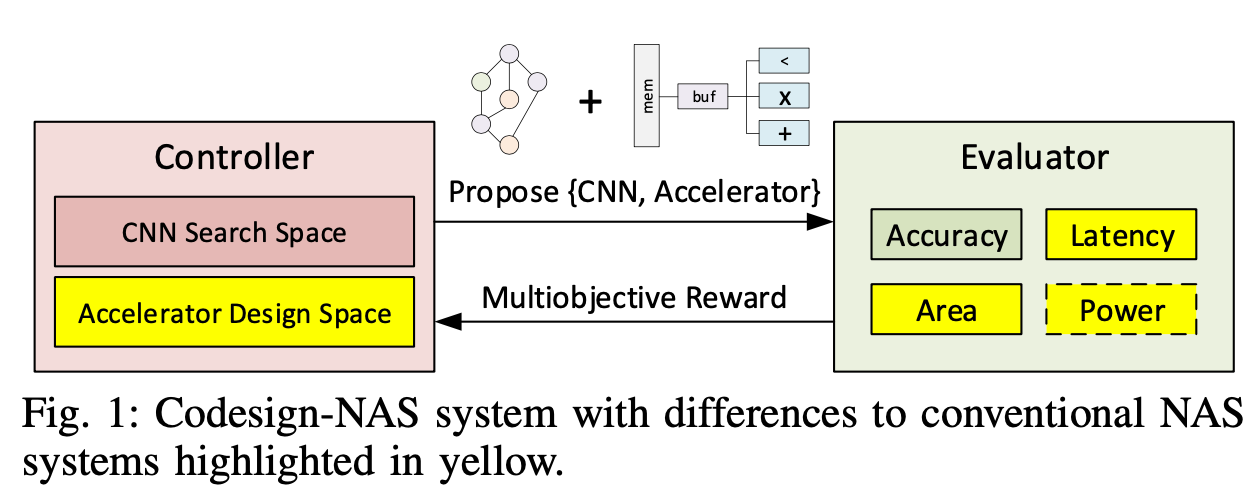 mem
buf
<
x
+
+
Controller
CNN Search Space
Accelerator Design Space
Propose {CNN, Accelerator}
Multiobjective Reward
Evaluator
Accuracy
Latency
Area
Power
Fig. 1: Codesign-NAS system with differences to conventional NAS
systems highlighted in yellow.